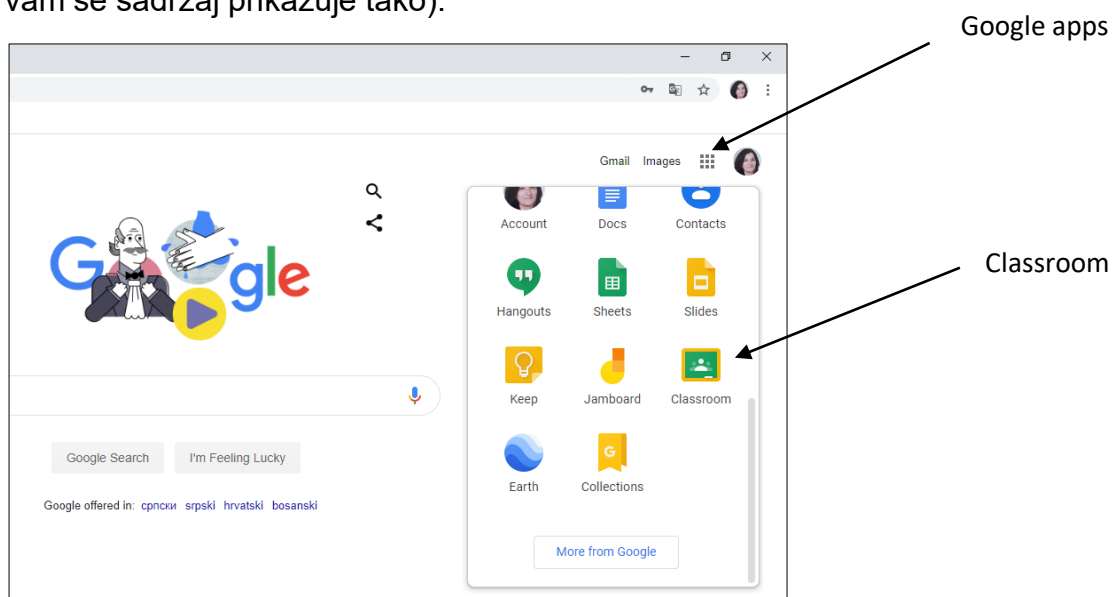 vam se sadržaj prikazuje tako).
Google apps
Gmail Images
Google
Account Docs Contacts
Classroom
Hangouts Sheets Slides
Keep Jamboard Classroom
Google Search I'm Feeling Lucky
G
Earth Collections
Google offered in: српски srpski hrvatski bosanski
More from Google